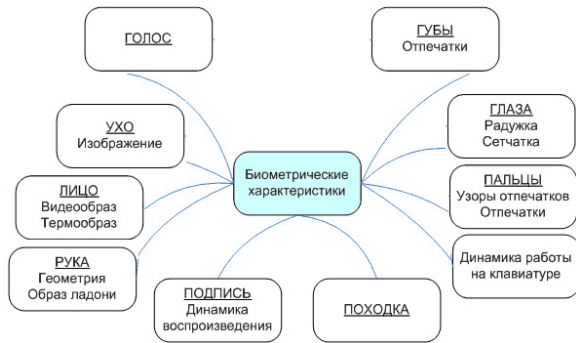 ГОЛОС
ГУБЫ
Отпечатки
УХО
Изображение
ГЛАЗА
Радужка
Сетчатка
Биометрические
характеристики
ЛИЦО
Видеообраз
Термообраз
ПАЛЬЦЫ
Узоры отпечатков
Отпечатки
РУКА
Геометрия
Образ ладони
Динамика работы
на клавиатуре
ПОДПИСЬ
Динамика
воспроизведения
ПОХОДКА